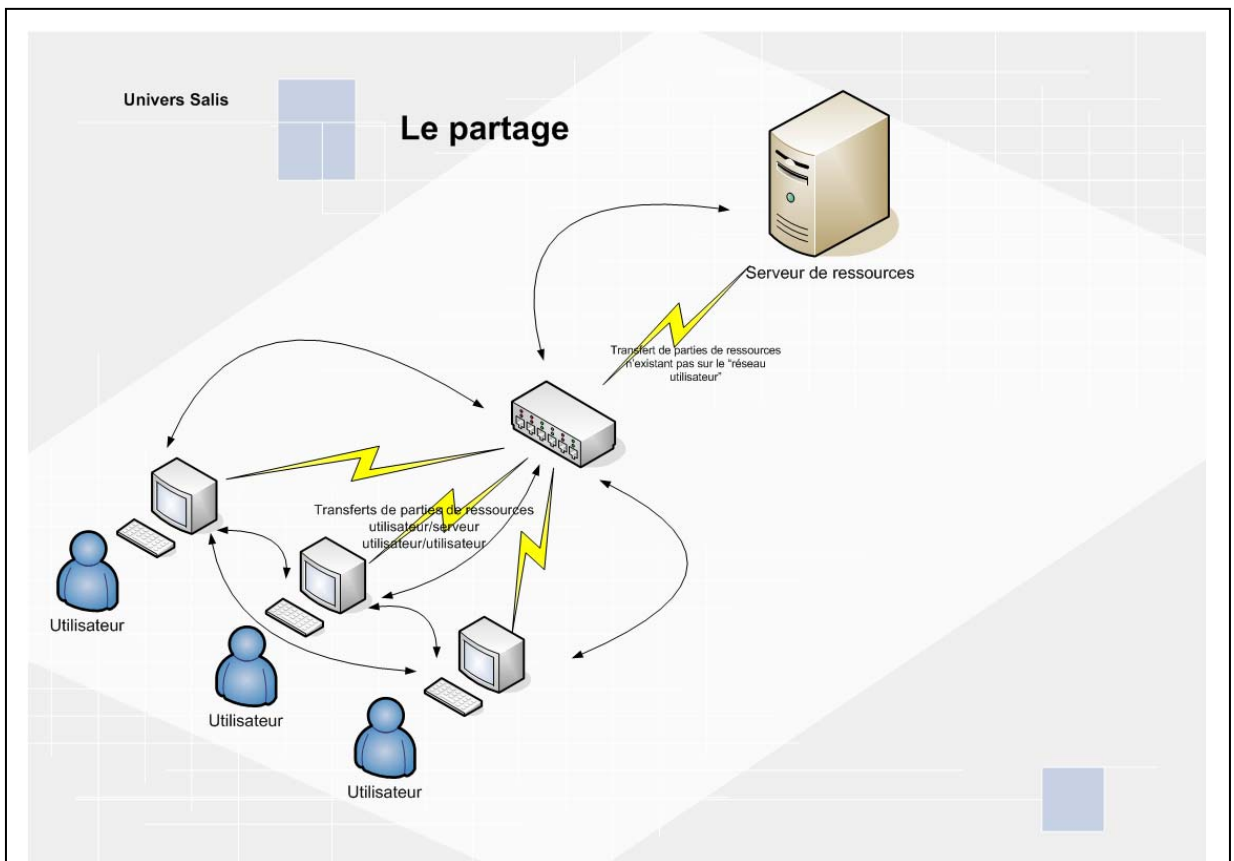 Univers Salis
Le partage
Serveur de ressources
Transfert de parties de ressources
n'existant pas sur le "réseau
utilisateur"
Transferts de parties de ressources
utilisateur/serveur
utilisateur/utilisateur
Utilisateur
Utilisateur
Utilisateur